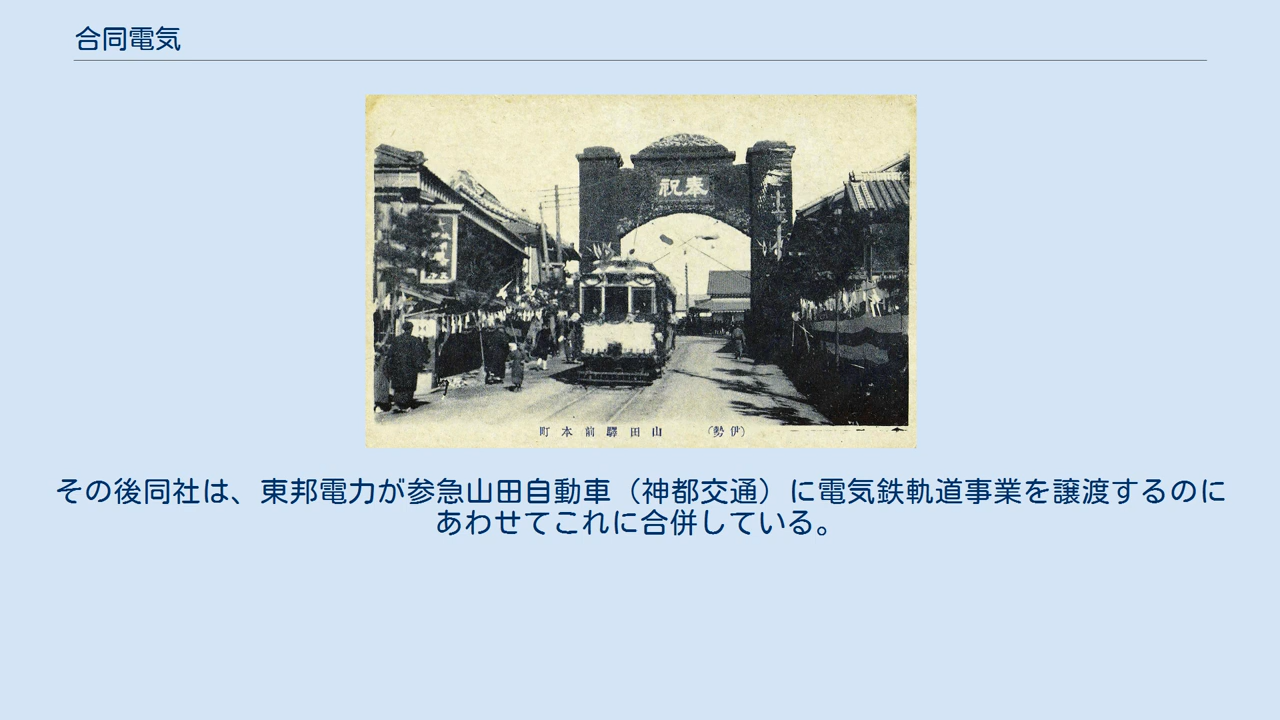 合同電気
奉祝
町本前驛田山 （勢伊）
その後同社は、東邦電力が参急山田自動車（神都交通）に電気鉄軌道事業を譲渡するのに
あわせてこれに合併している。